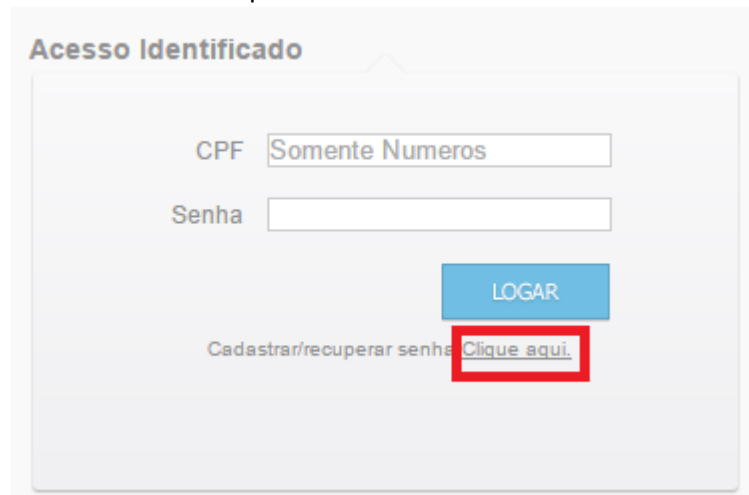 Acesso Identificado
CPF Somente Numeros
Senha
LOGAR
Cadastrar/recuperar senha Clique aqui.